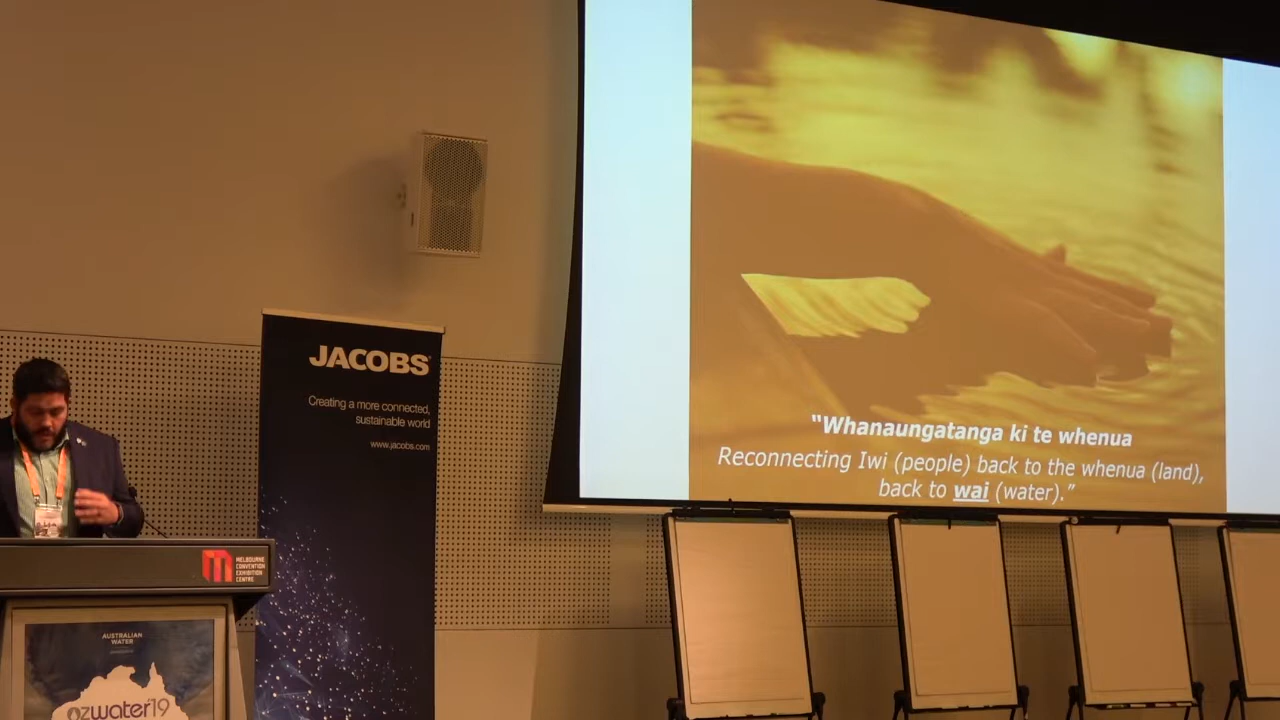 JACOBS
Creating a more connected,
sustainable world
www.jacobs.com
"Whanaungatanga ki te whenua
Reconnecting Iwi (people) back to the whenua (land),
back to wai (water)."
MELBOURNE
CONVENTION
EXHIBITION
CENTRE
AUSTRALIAN
WATER
ozwater'19